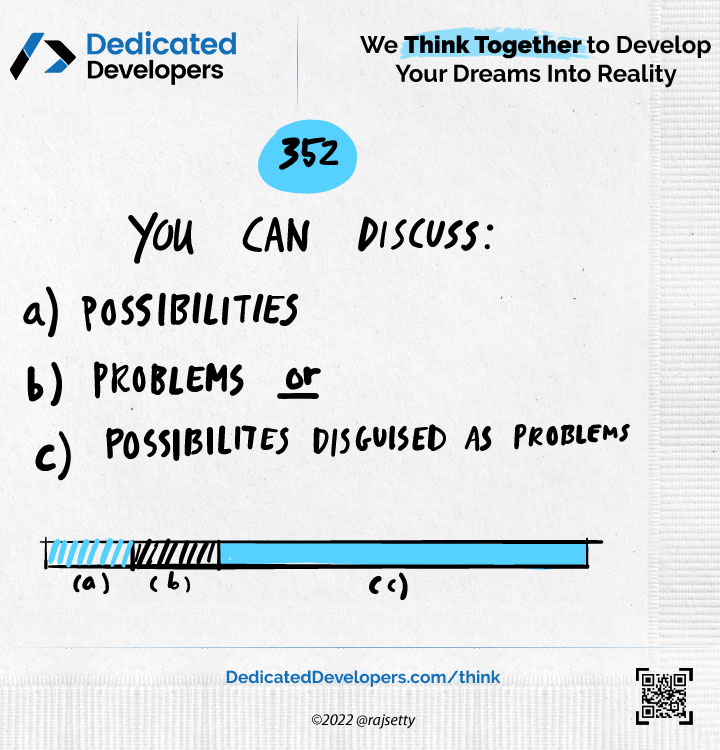 Dedicated
Developers
We Think Together to Develop
Your Dreams Into Reality
352
YOU CAN DISCUSS:
a) POSSIBILITIES
b) PROBLEMS or
c) POSSIBILITES DISGUISED AS PROBLEMS
(a) (b) (c)
DedicatedDevelopers.com/think
©2022 @rajsetty